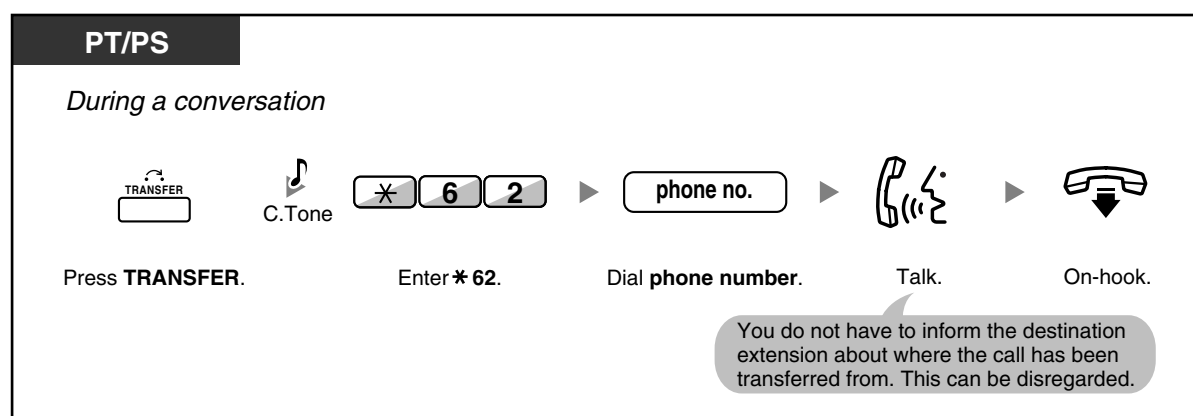 PT/PS
During a conversation
TRANSFER
C.Tone
* 6 2
phone no.
Press TRANSFER.
Enter * 62.
Dial phone number.
Talk.
On-hook.
You do not have to inform the destination
extension about where the call has been
transferred from. This can be disregarded.